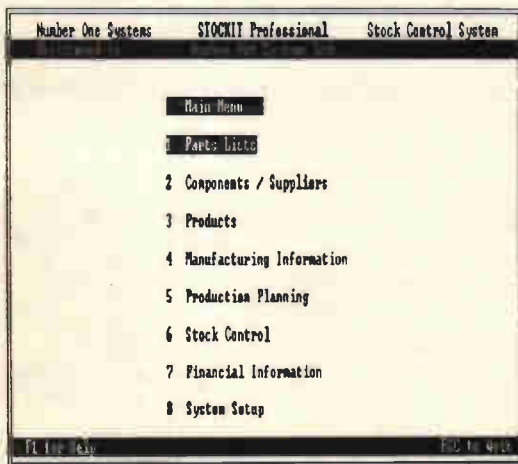 Number One Systems STOCKIT Professional Stock Control System
Main Menu
1 Parts Lists
2 Components / Suppliers
3 Products
4 Manufacturing Information
5 Production Planning
6 Stock Control
7 Financial Information
8 System Setup
F1 for Help ESC to Quit